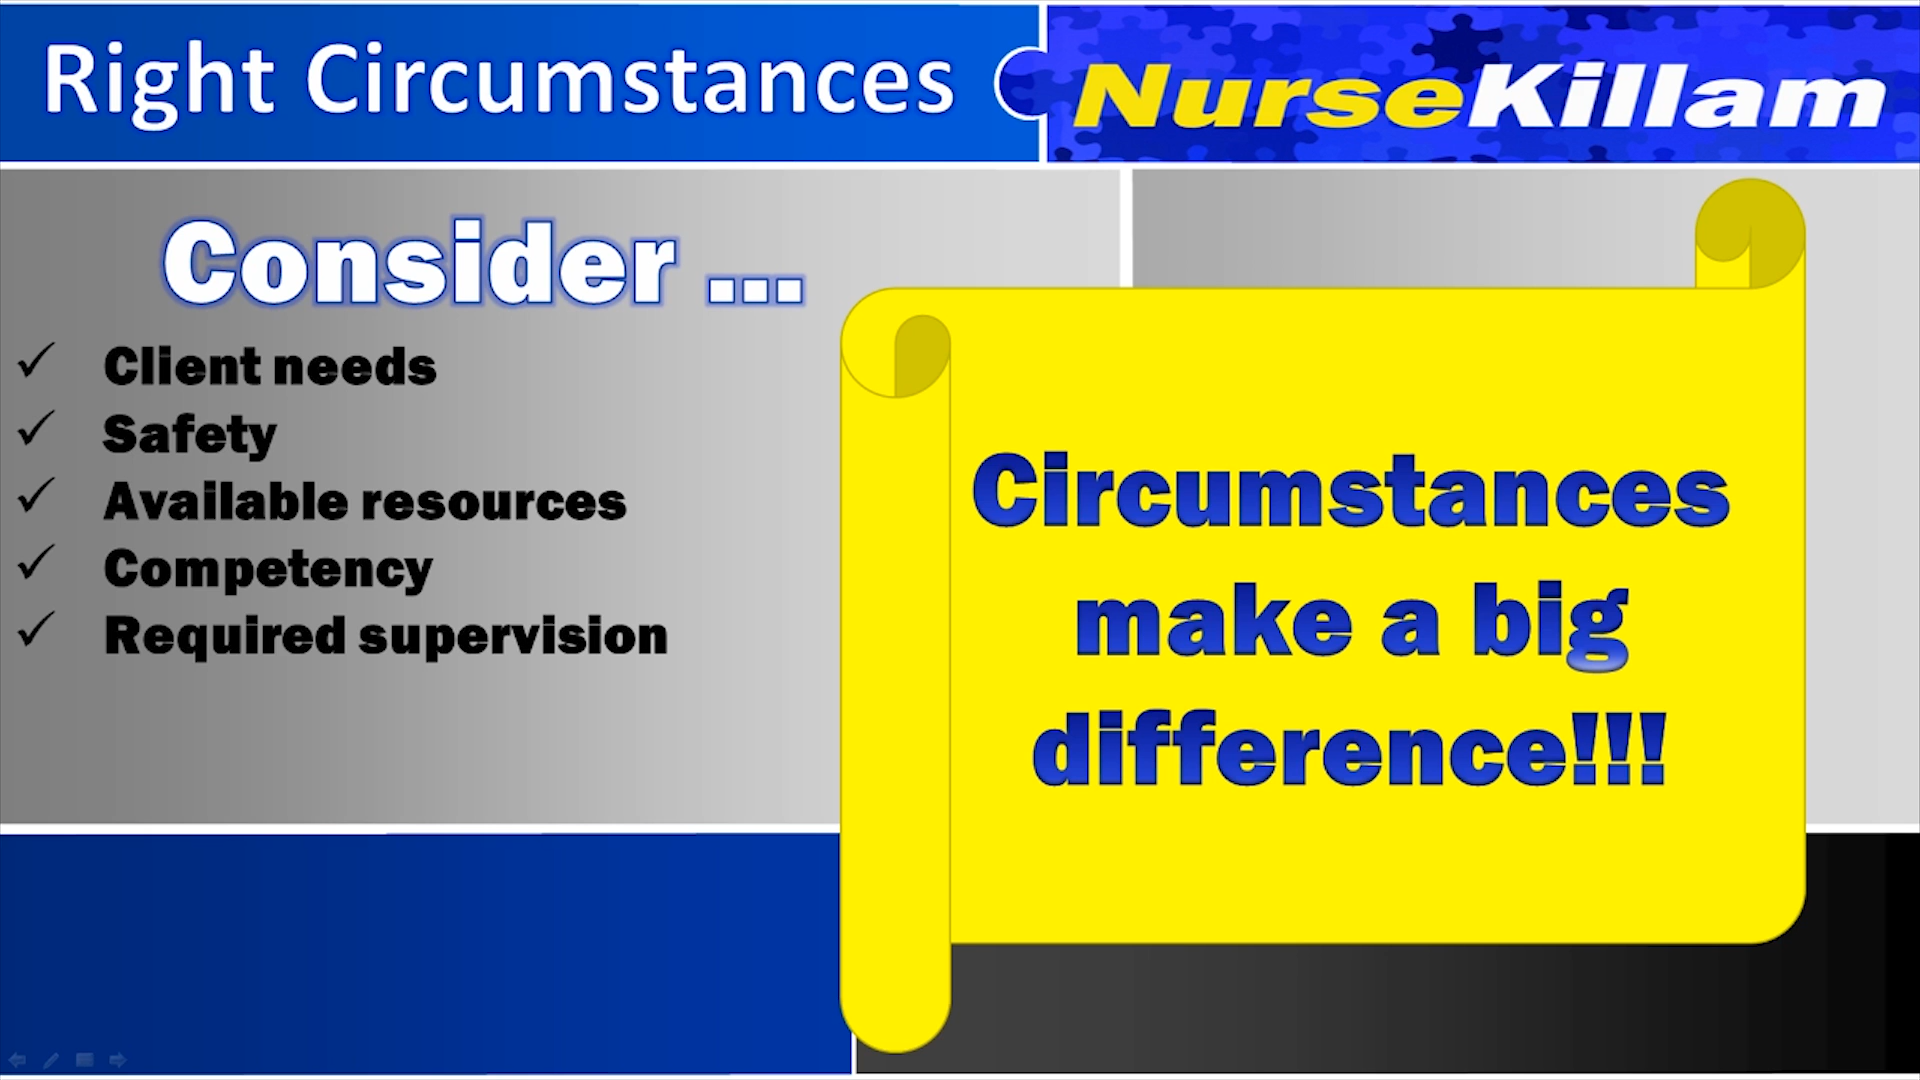 Right Circumstances
NurseKillam
Consider ...
✓ Client needs
✓ Safety
✓ Available resources
✓ Competency
✓ Required supervision
Circumstances
make a big
difference!!!